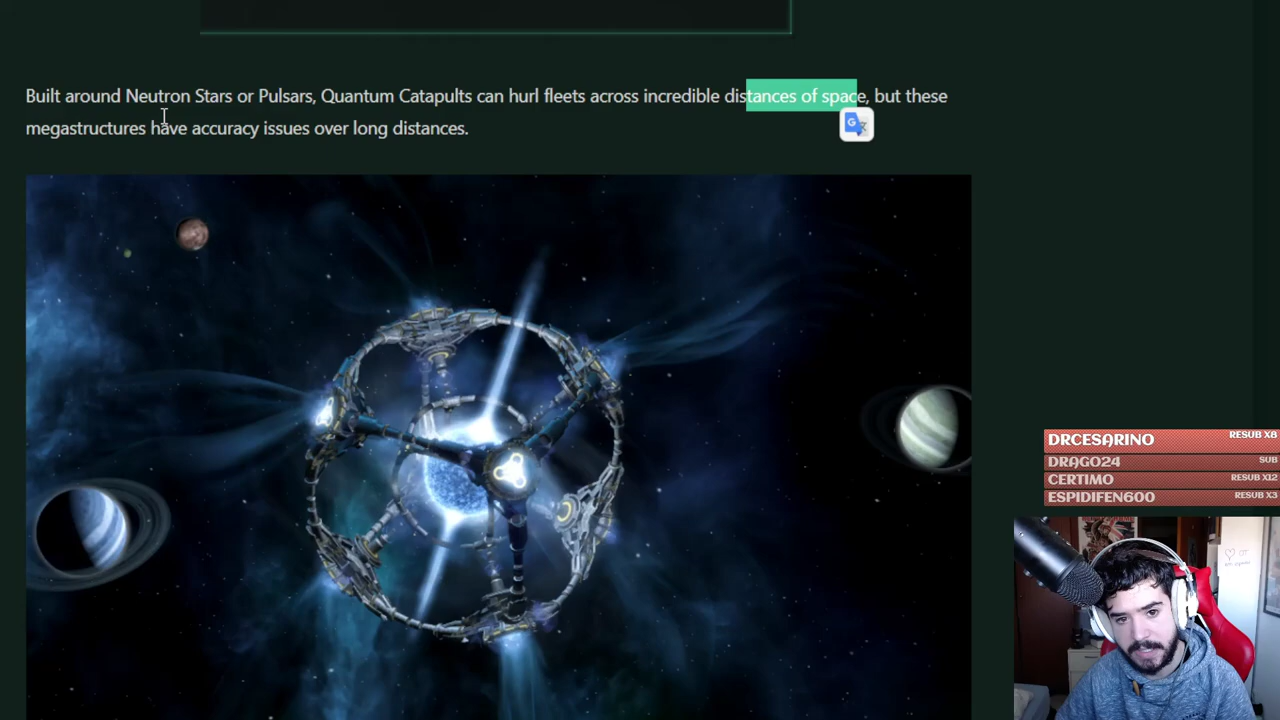 Built around Neutron Stars or Pulsars, Quantum Catapults can hurl fleets across incredible distances of space, but these
megastructures have accuracy issues over long distances.
DRCESARINO RESUB X8
DRAGO24 SUB
CERTIMO RESUB X12
ESPIDIFEN600 RESUB X3